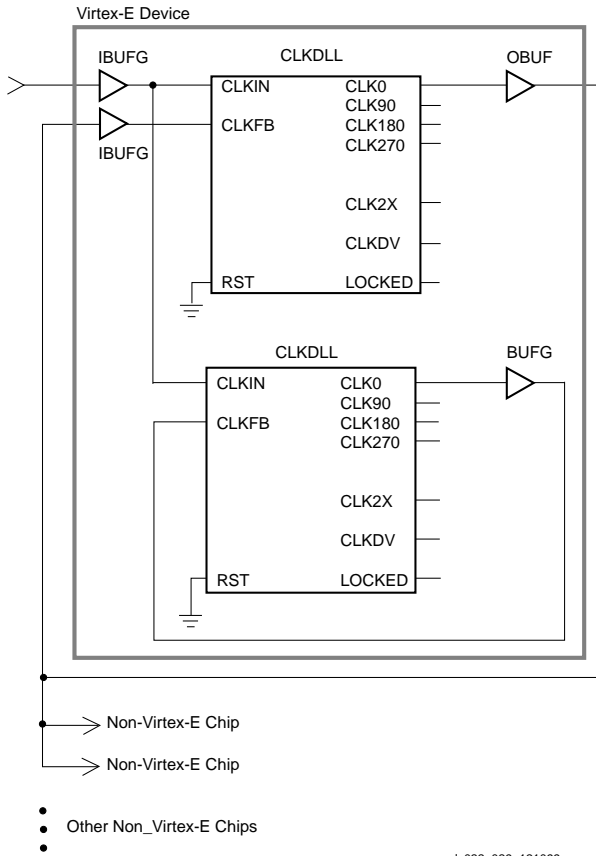 Virtex-E Device
IBUFG
CLKDLL
OBUF
CLKIN
CLK0
CLK90
CLKFB
CLK180
CLK270
IBUFG
CLK2X
CLKDV
RST
LOCKED
CLKDLL
BUFG
CLKIN
CLK0
CLK90
CLKFB
CLK180
CLK270
CLK2X
CLKDV
RST
LOCKED
Non-Virtex-E Chip
Non-Virtex-E Chip
Other Non_Virtex-E Chips